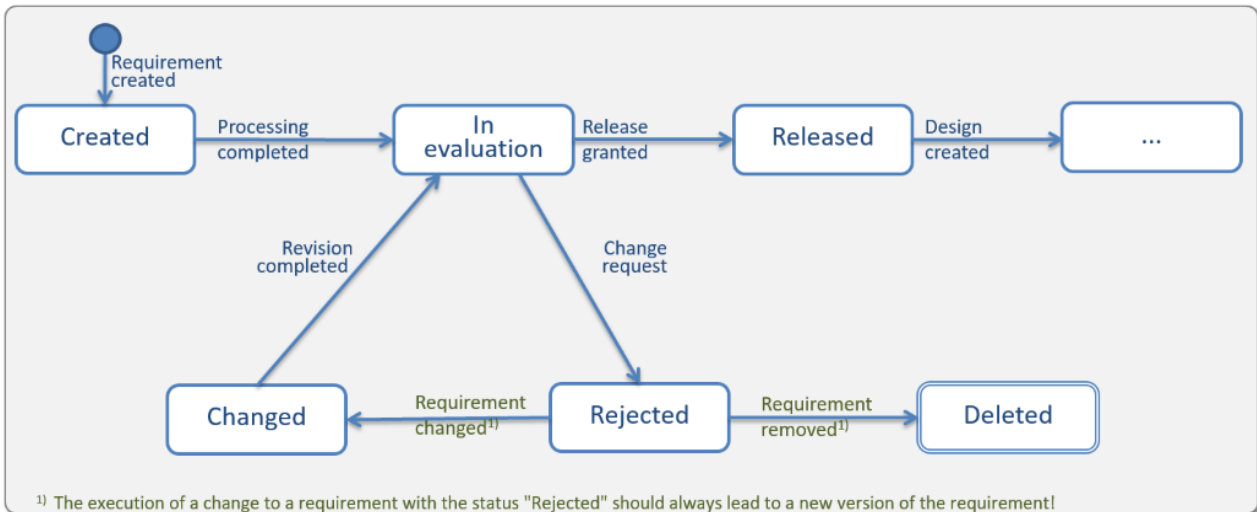 Requirement
created
Created
Processing
completed
In
evaluation
Release
granted
Released
Design
created
...
Revision
completed
Change
request
Changed
Requirement
changed¹⁾
Rejected
Requirement
removed¹⁾
Deleted
¹⁾ The execution of a change to a requirement with the status "Rejected" should always lead to a new version of the requirement!